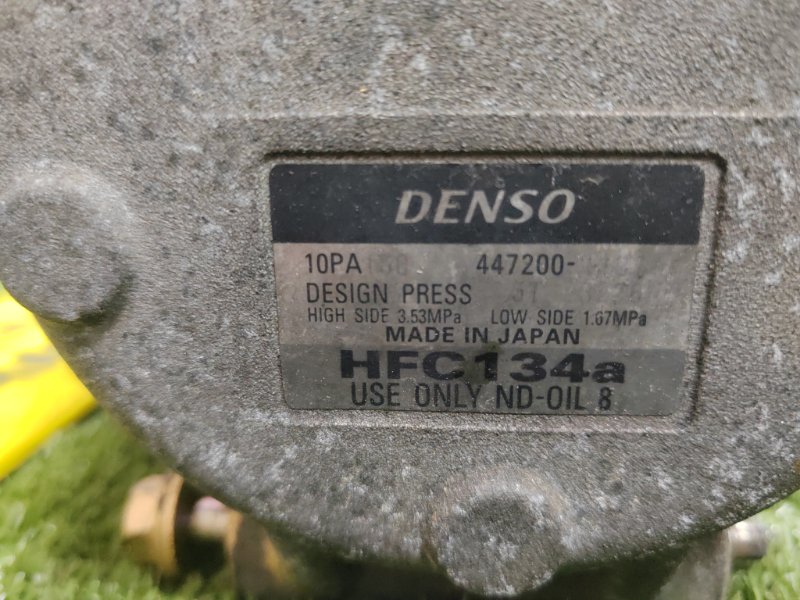 DENSO
10PA 447200-
DESIGN PRESS
HIGH SIDE 3.53MPa LOW SIDE 1.67MPa
MADE IN JAPAN
HFC134a
USE ONLY ND-OIL 8